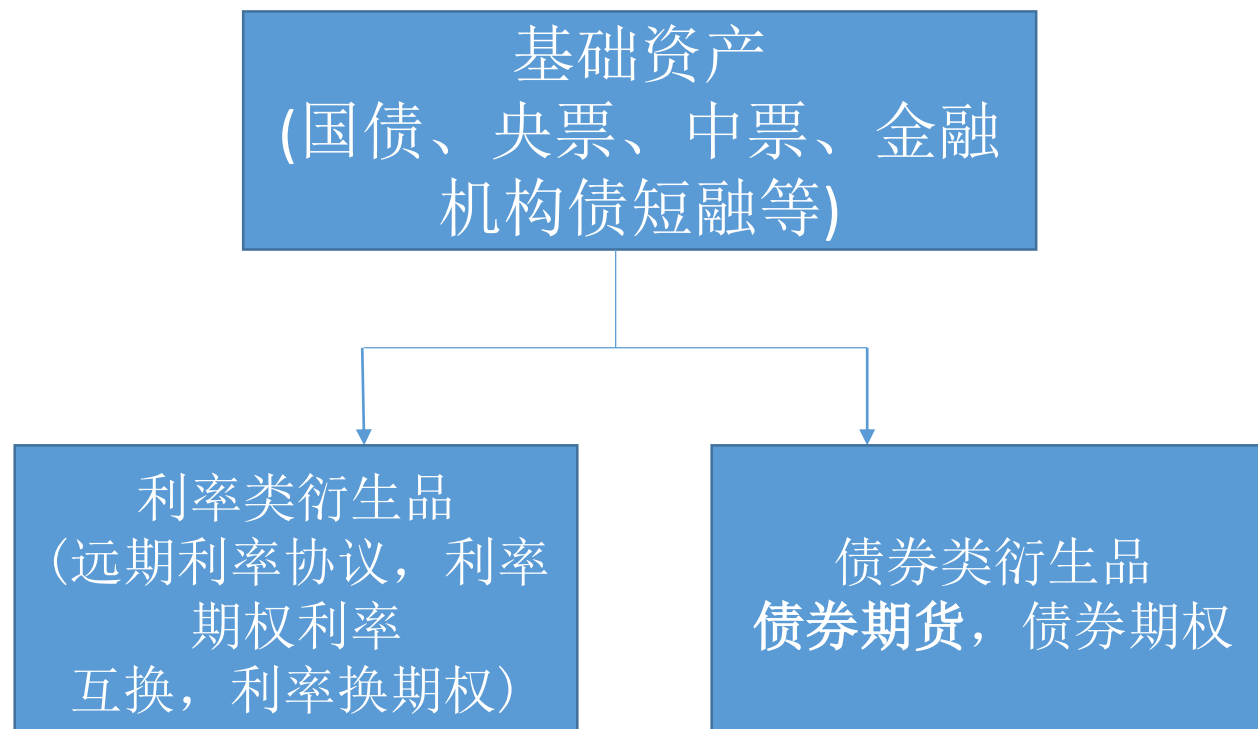 基础资产
(国债、央票、中票、金融
机构债短融等)
利率类衍生品
(远期利率协议，利率
期权利率
互换，利率换期权)
债券类衍生品
债券期货，债券期权